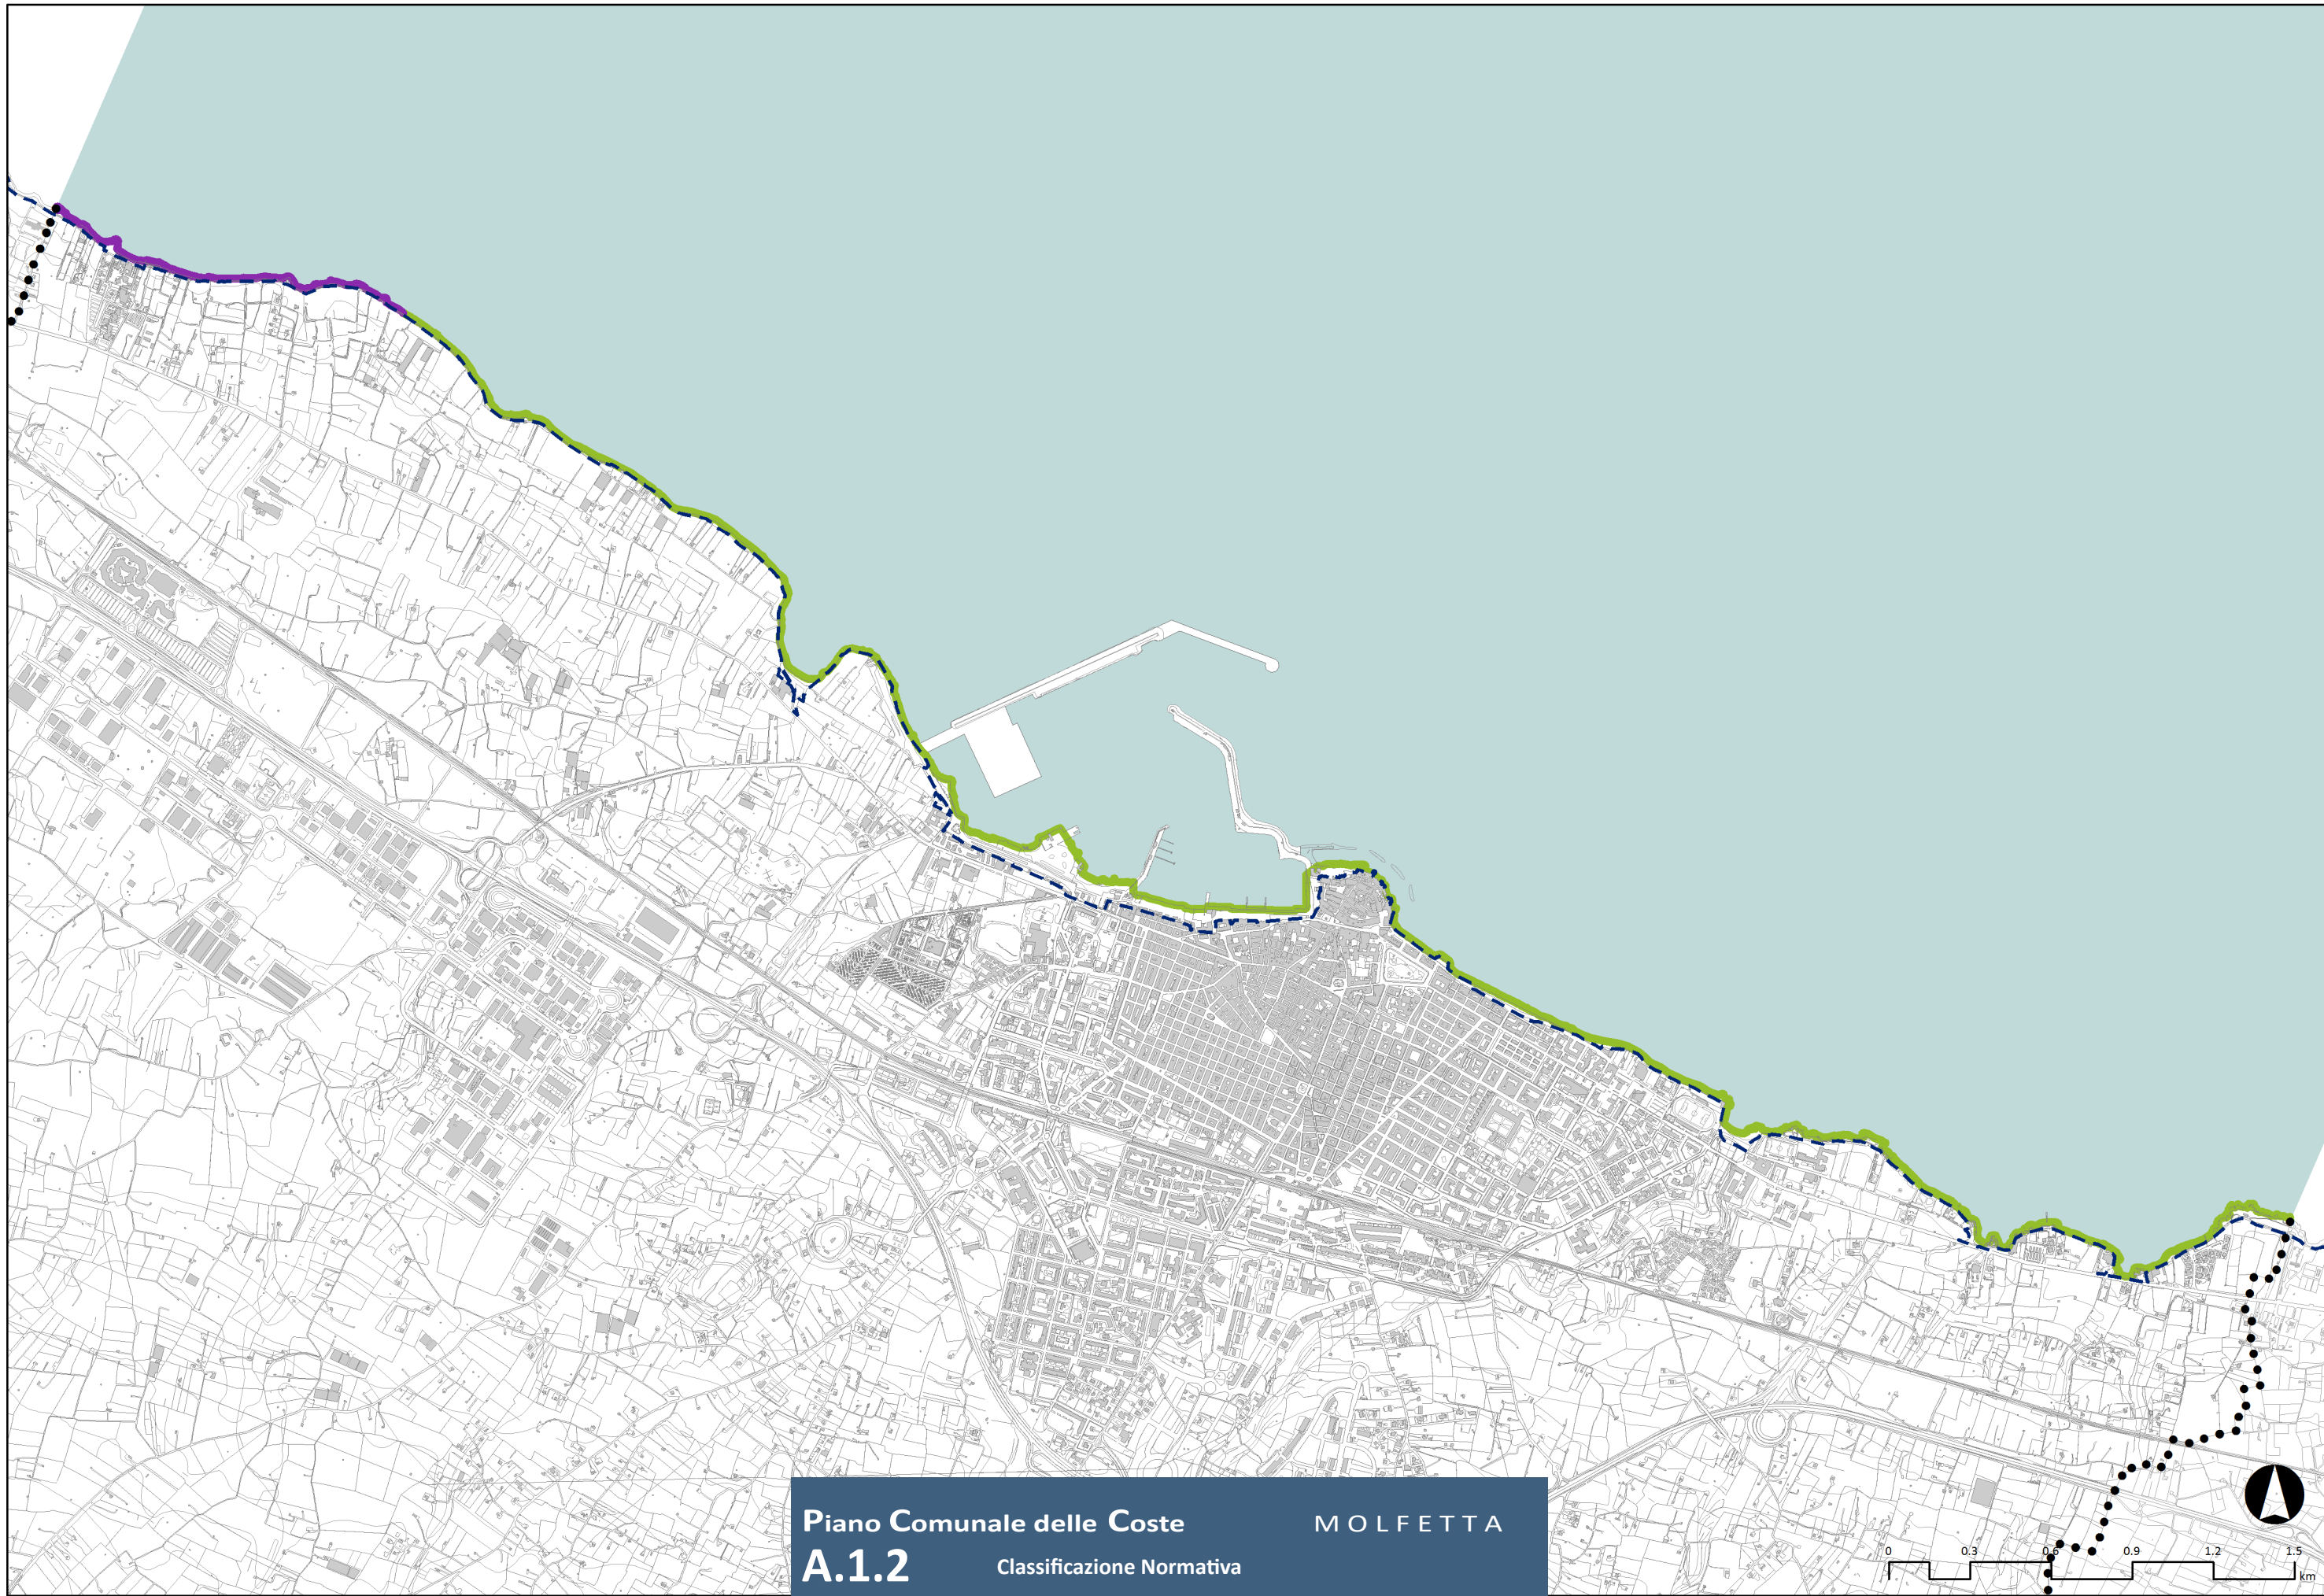 Piano Comunale delle Coste
MOLFETTA
A.1.2
Classificazione Normativa
0 0.3 0.6 0.9 1.2 1.5
km